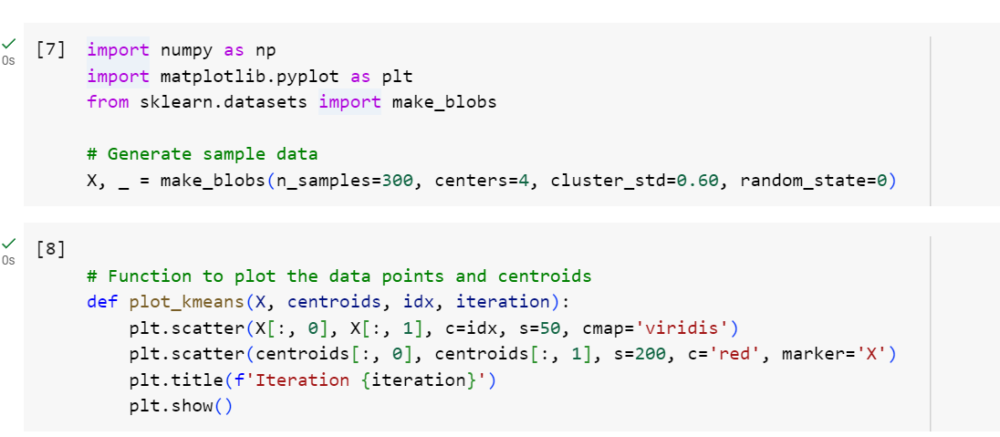 [7] import numpy as np
0s
import matplotlib.pyplot as plt
from sklearn.datasets import make_blobs
# Generate sample data
X, _ = make_blobs(n_samples=300, centers=4, cluster_std=0.60, random_state=0)
[8]
0s
# Function to plot the data points and centroids
def plot_kmeans(X, centroids, idx, iteration):
    plt.scatter(X[:, 0], X[:, 1], c=idx, s=50, cmap='viridis')
    plt.scatter(centroids[:, 0], centroids[:, 1], s=200, c='red', marker='X')
    plt.title(f'Iteration {iteration}')
    plt.show()